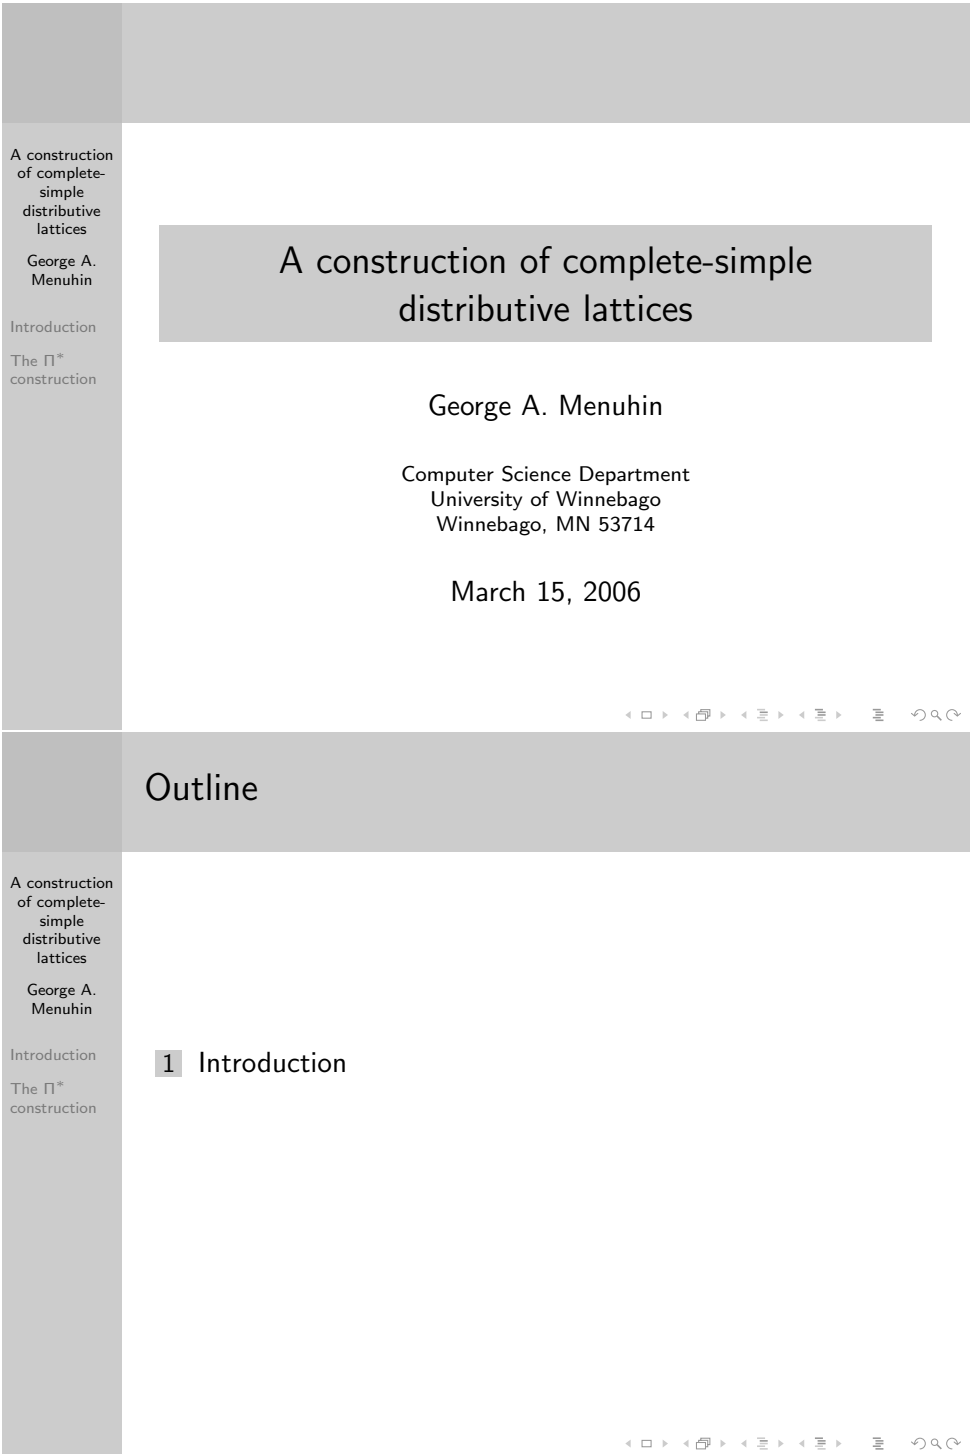 A construction
of complete-
simple
distributive
lattices
George A.
Menuhin
Introduction
The Π*
construction
A construction of complete-simple
distributive lattices
George A. Menuhin
Computer Science Department
University of Winnebago
Winnebago, MN 53714
March 15, 2006
Outline
A construction
of complete-
simple
distributive
lattices
George A.
Menuhin
Introduction
The Π*
construction
1 Introduction